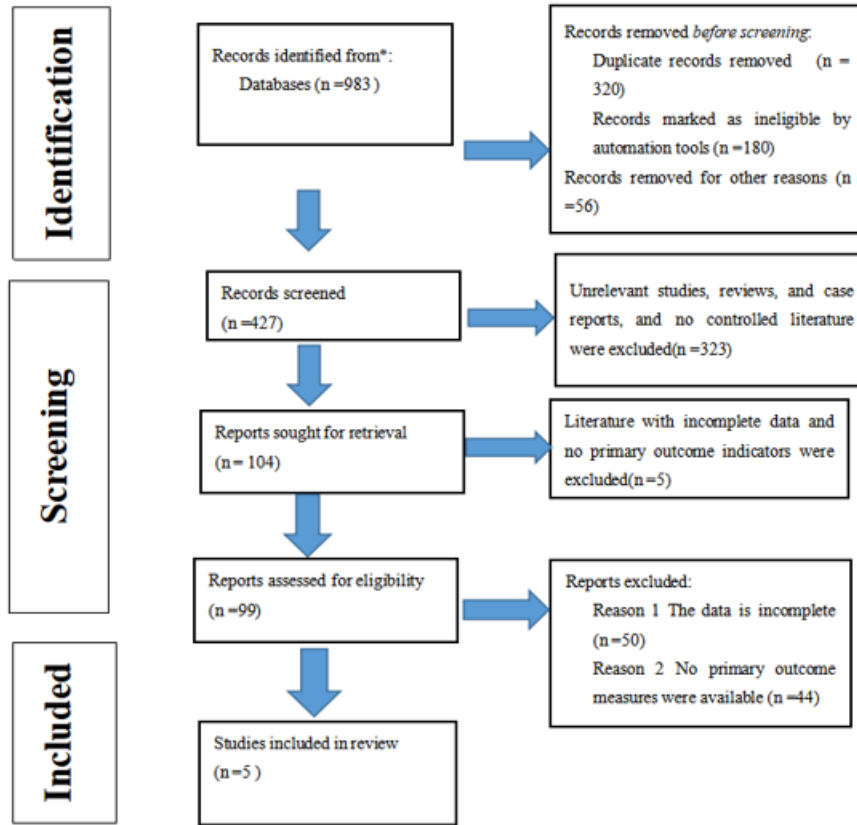 Identification
Records identified from*:
Databases (n =983 )
Records removed before screening:
Duplicate records removed (n =
320)
Records marked as ineligible by
automation tools (n =180)
Records removed for other reasons (n
=56)
Screening
Records screened
(n =427)
Unrelevant studies, reviews, and case
reports, and no controlled literature
were excluded(n =323)
Reports sought for retrieval
(n = 104)
Literature with incomplete data and
no primary outcome indicators were
excluded(n =5)
Reports assessed for eligibility
(n =99)
Reports excluded:
Reason 1 The data is incomplete
(n =50)
Reason 2 No primary outcome
measures were available (n =44)
Included
Studies included in review
(n =5 )